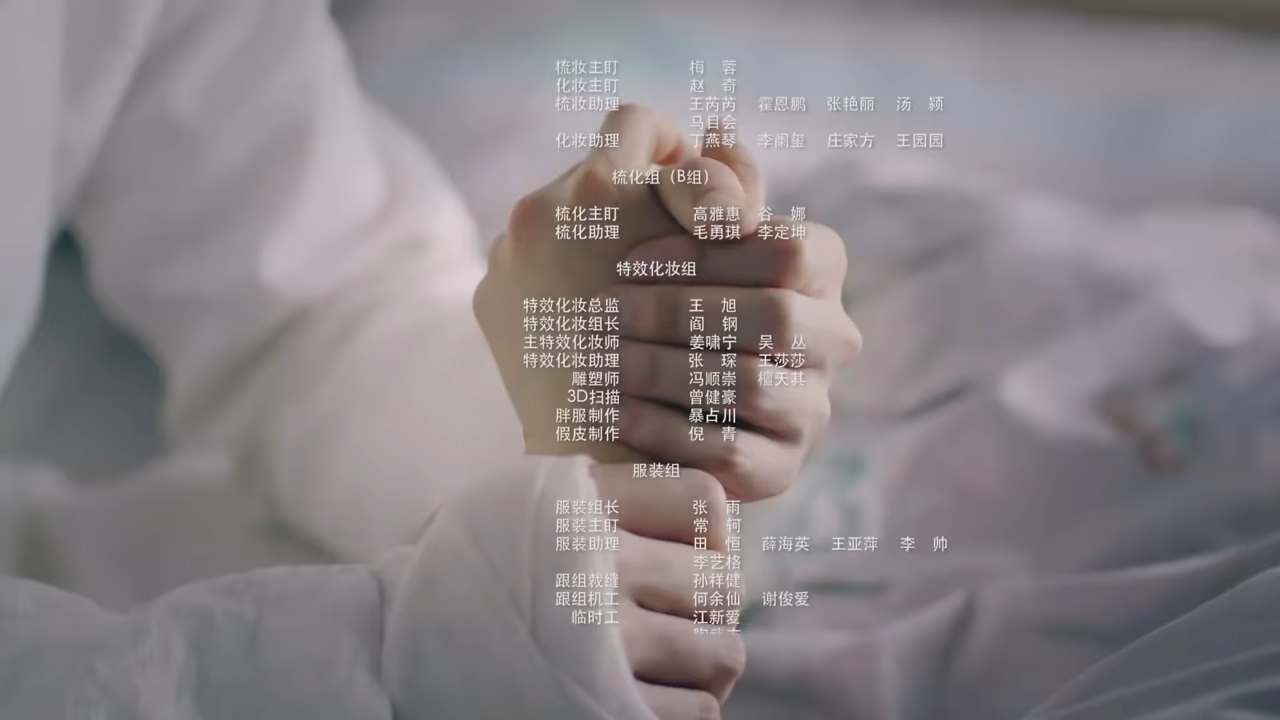 梳妆主盯 梅 蓉
化妆主盯 赵 奇
梳妆助理 王芮芮 霍恩鹏 张艳丽 汤 颖
马目会
化妆助理 丁燕琴 李阑玺 庄家方 王园园
梳化组（B组）
梳化主盯 高雅惠 谷 娜
梳化助理 毛勇琪 李定坤
特效化妆组
特效化妆总监 王 旭
特效化妆组长 阎 钢
主特效化妆师 姜啸宁 吴 丛
特效化妆助理 张 琛 王莎莎
雕塑师 冯顺崇 檀天其
3D扫描 曾健豪
胖服制作 暴占川
假皮制作 倪 青
服装组
服装组长 张 雨
服装主盯 常 轲
服装助理 田 恒 薛海英 王亚萍 李 帅
李艺格
跟组裁缝 孙祥健
跟组机工 何余仙 谢俊爱
临时工 江新爱